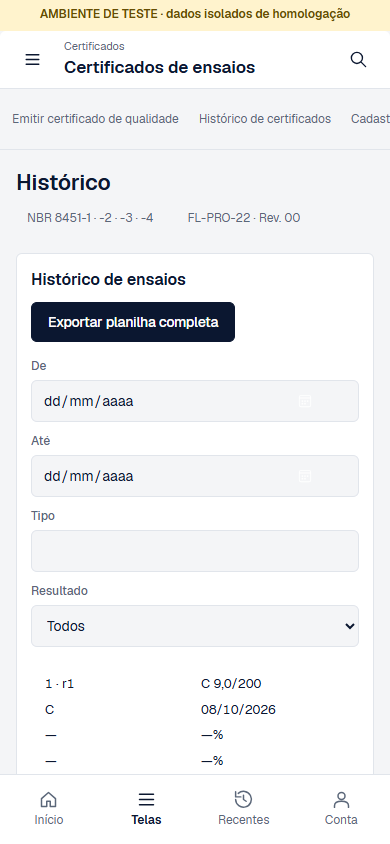 AMBIENTE DE TESTE · dados isolados de homologação
Certificados
Certificados de ensaios
Emitir certificado de qualidade Histórico de certificados Cadast
Histórico
NBR 8451-1 · -2 · -3 · -4 FL-PRO-22 · Rev. 00
Histórico de ensaios
Exportar planilha completa
De
dd/mm/aaaa
Até
dd/mm/aaaa
Tipo
Resultado
Todos
1 · r1 C 9,0/200
C 08/10/2026
— —%
— —%
Início Telas Recentes Conta